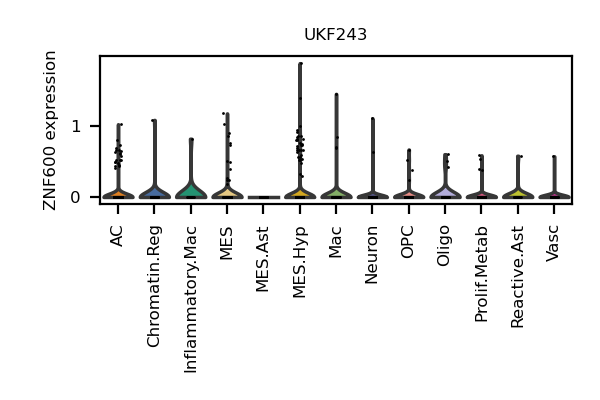 UKF243
ZNF600 expression
1
0
AC
Chromatin.Reg
Inflammatory.Mac
MES
MES.Ast
MES.Hyp
Mac
Neuron
OPC
Oligo
Prolif.Metab
Reactive.Ast
Vasc